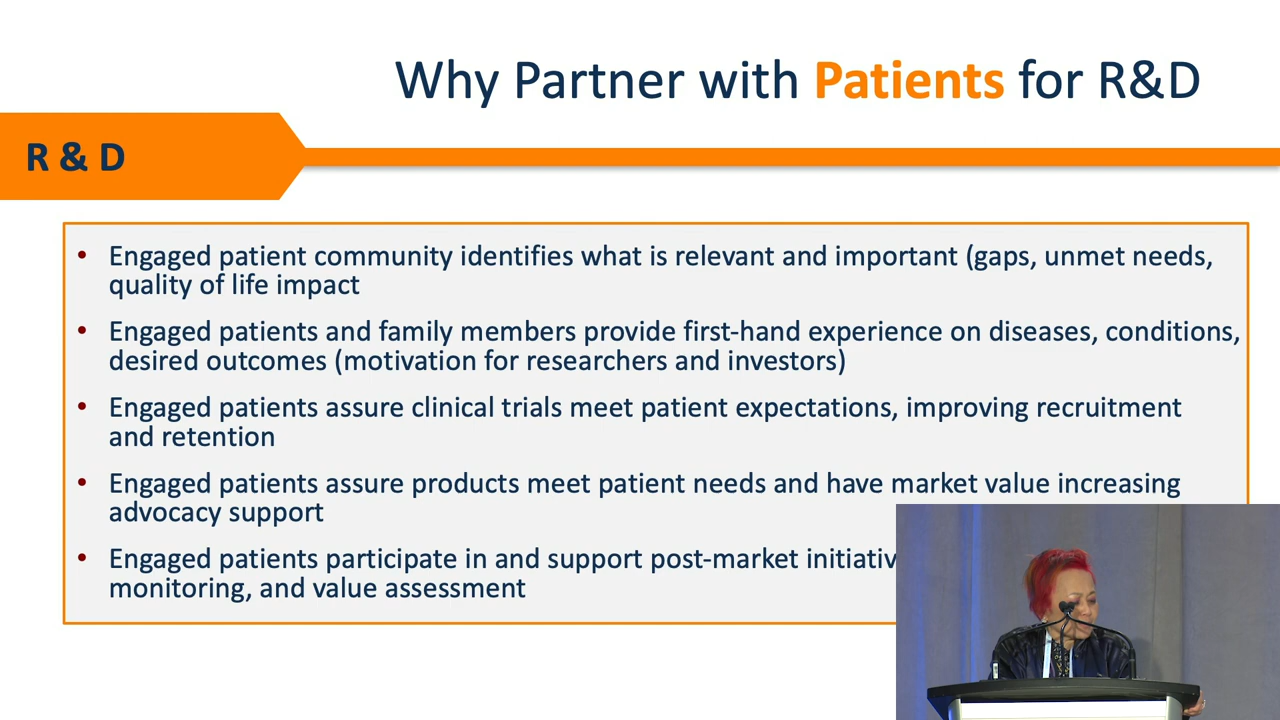 Why Partner with Patients for R&D
R & D
• Engaged patient community identifies what is relevant and important (gaps, unmet needs,
quality of life impact
• Engaged patients and family members provide first-hand experience on diseases, conditions,
desired outcomes (motivation for researchers and investors)
• Engaged patients assure clinical trials meet patient expectations, improving recruitment
and retention
• Engaged patients assure products meet patient needs and have market value increasing
advocacy support
• Engaged patients participate in and support post-market
monitoring, and value assessment